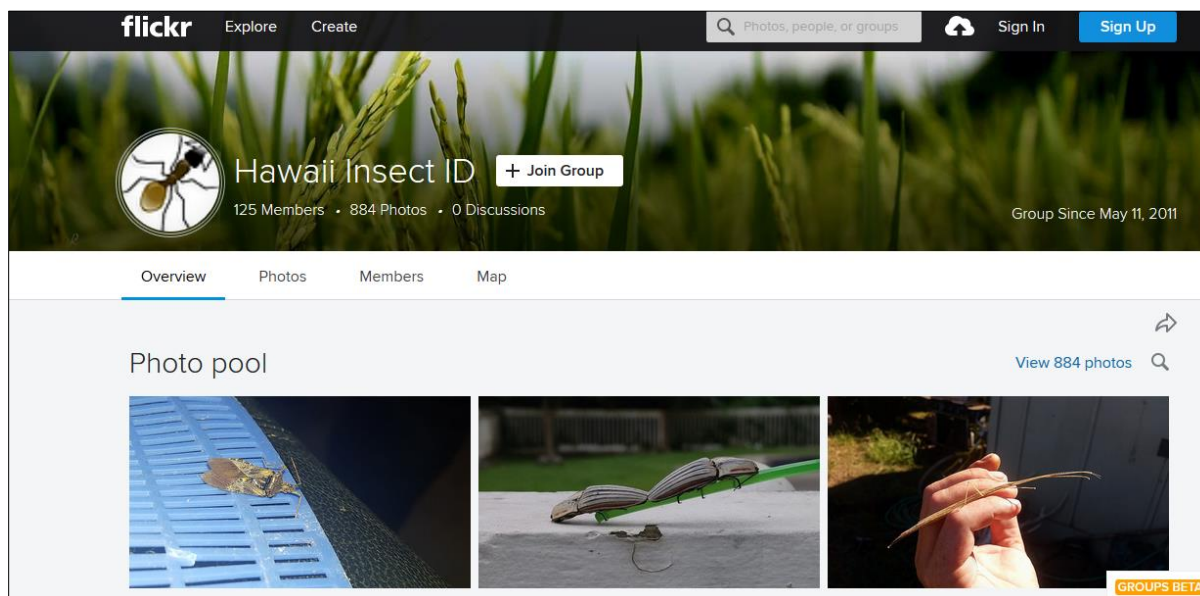 flickr Explore Create Photos, people, or groups Sign In Sign Up
Hawaii Insect ID + Join Group
125 Members • 884 Photos • 0 Discussions
Group Since May 11, 2011
Overview Photos Members Map
Photo pool View 884 photos
GROUPS BETA